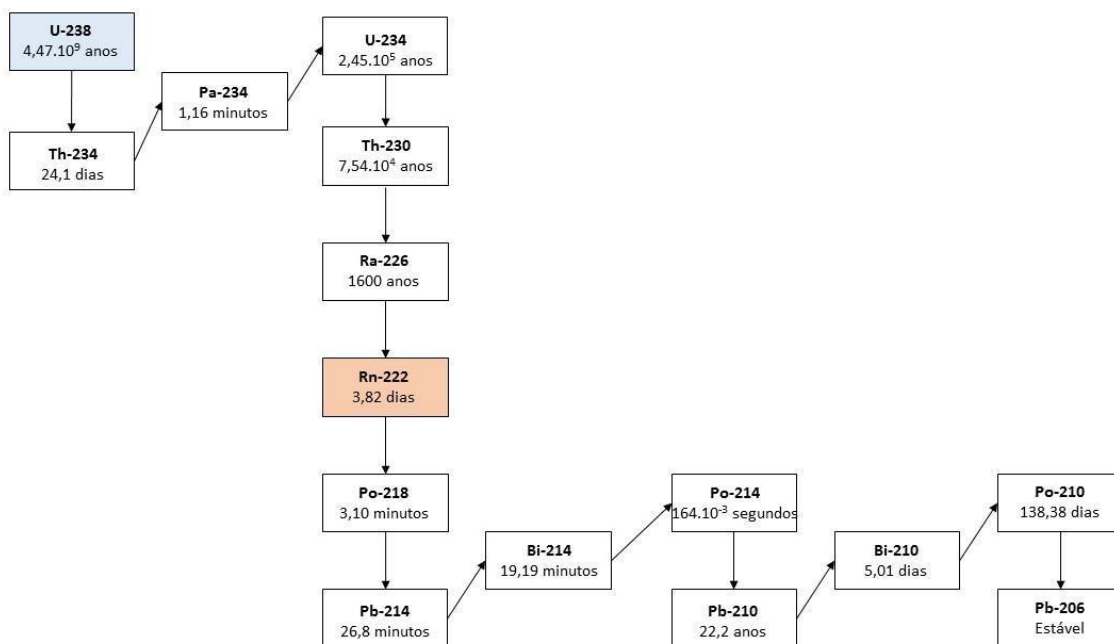 U-238
4,47.10⁹ anos
Th-234
24,1 dias
Pa-234
1,16 minutos
U-234
2,45.10⁵ anos
Th-230
7,54.10⁴ anos
Ra-226
1600 anos
Rn-222
3,82 dias
Po-218
3,10 minutos
Pb-214
26,8 minutos
Bi-214
19,19 minutos
Po-214
164.10⁻³ segundos
Pb-210
22,2 anos
Bi-210
5,01 dias
Po-210
138,38 dias
Pb-206
Estável